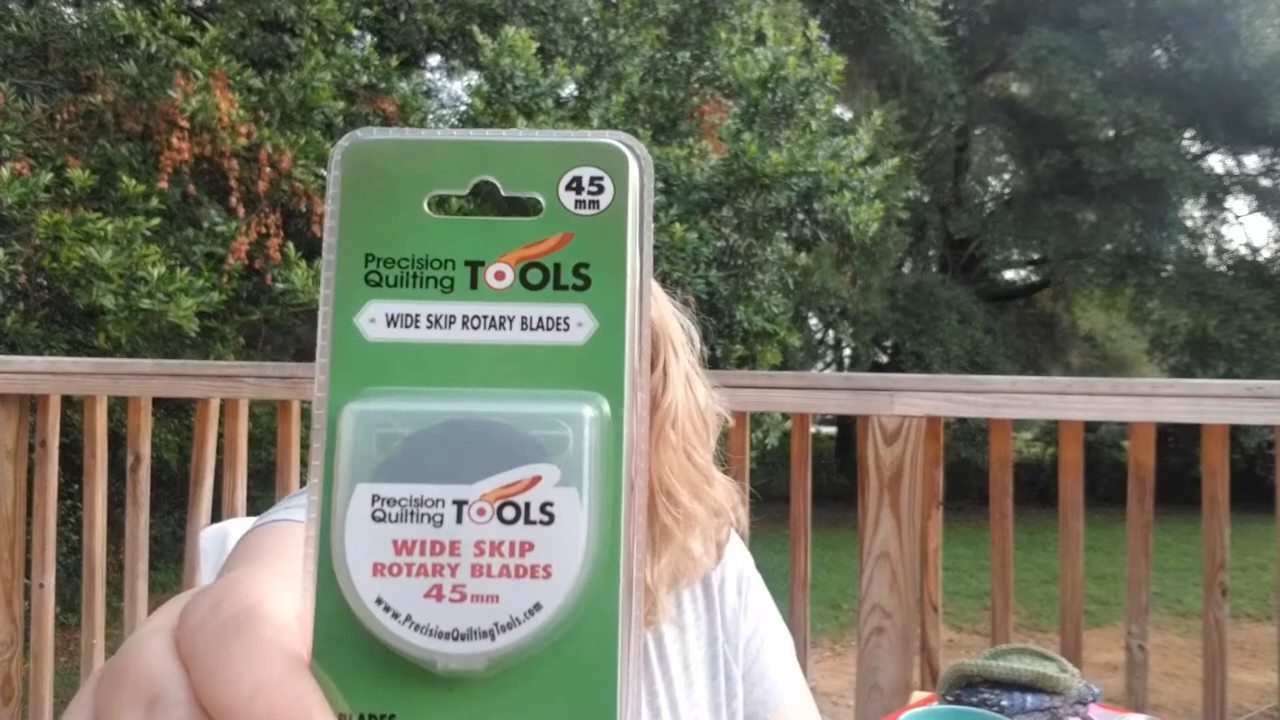 45
mm
Precision
Quilting TOOLS
WIDE SKIP ROTARY BLADES
Precision
Quilting TOOLS
WIDE SKIP
ROTARY BLADES
45mm
www.PrecisionQuiltingTools.com
BLADES